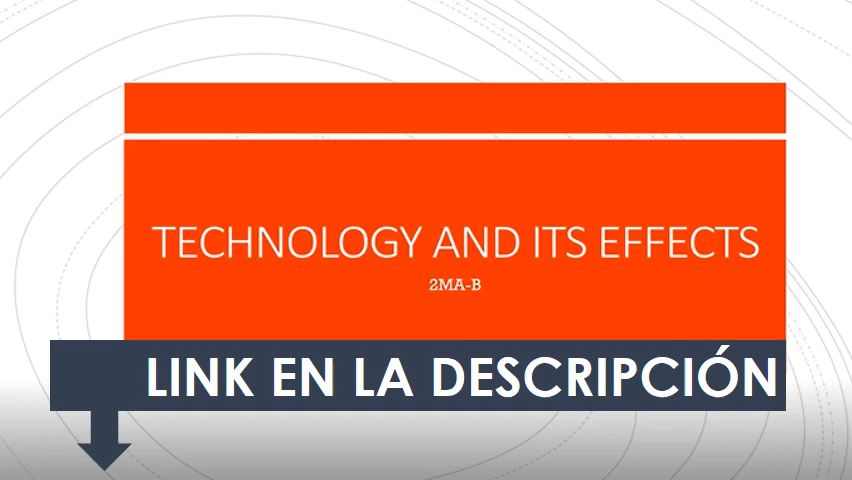 TECHNOLOGY AND ITS EFFECTS
2MA-B
LINK EN LA DESCRIPCIÓN